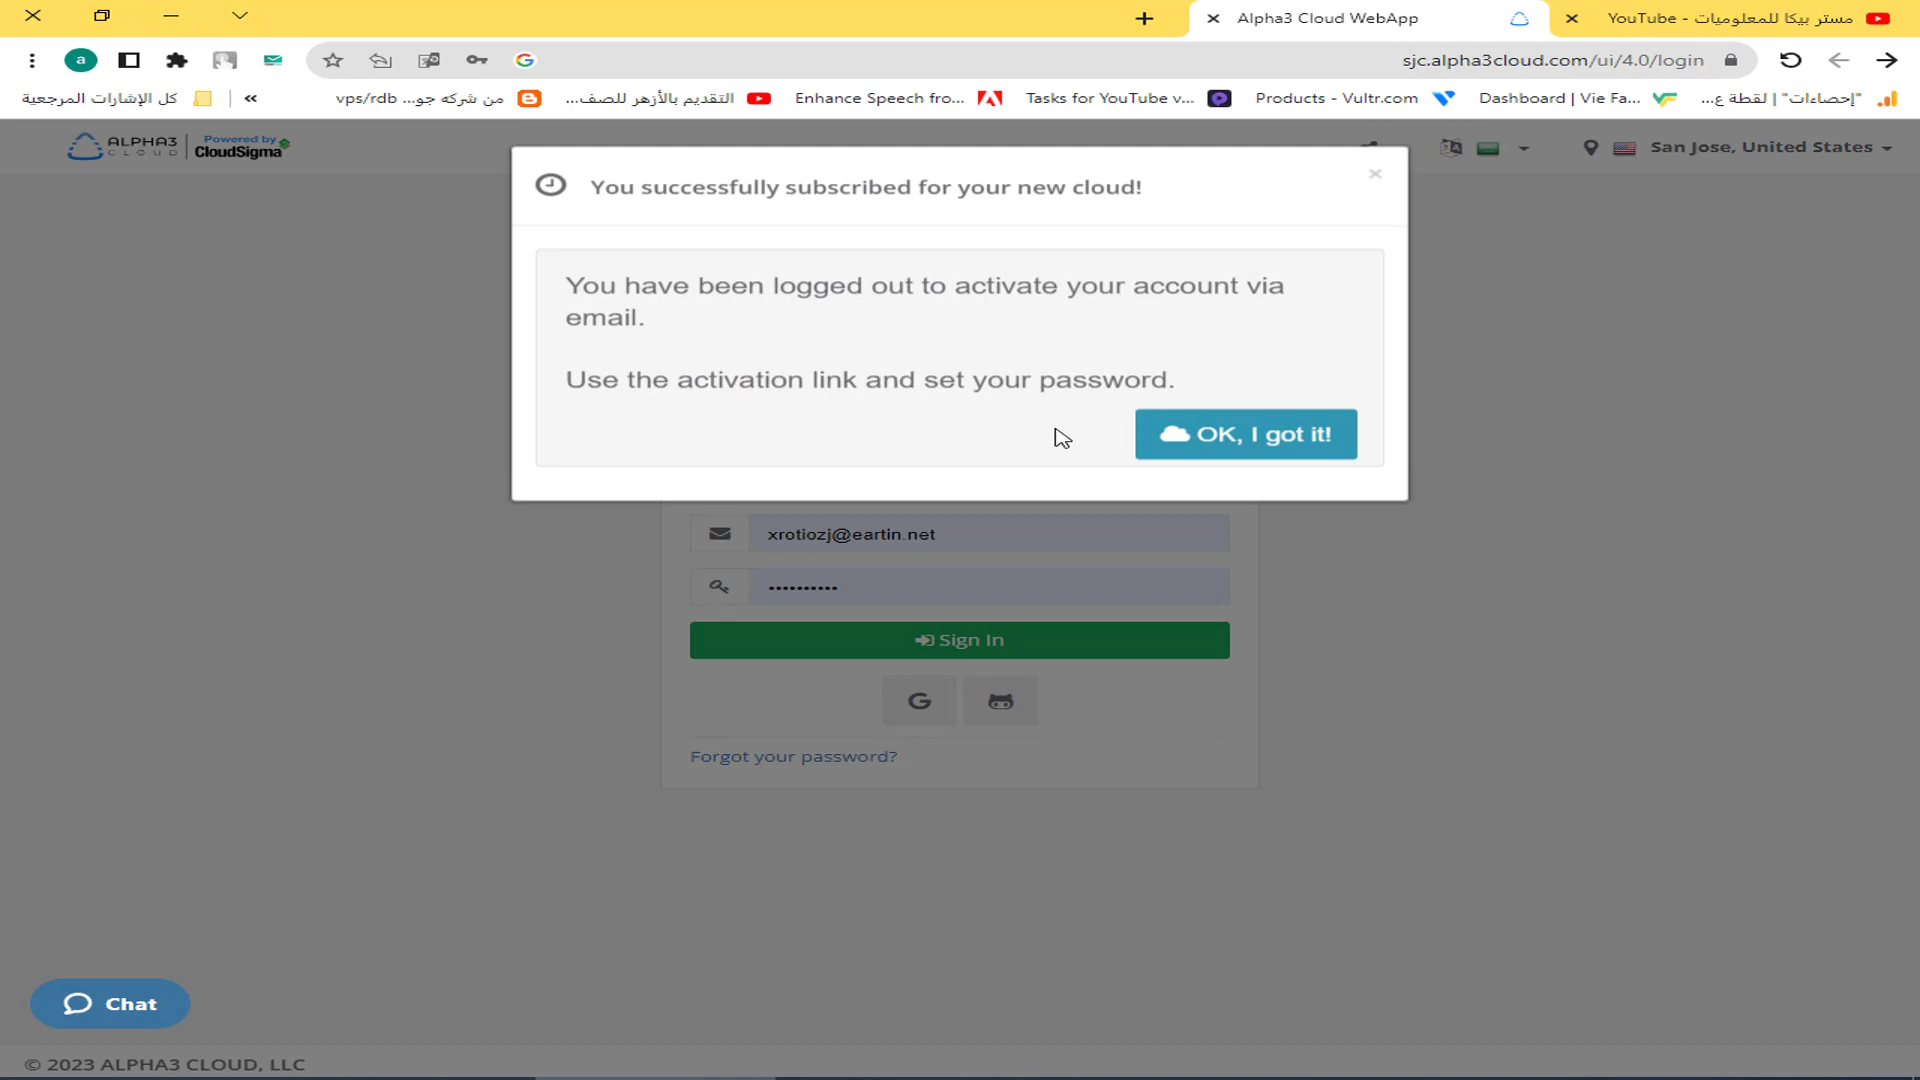 Alpha3 Cloud WebApp
مستر بيكا للمعلوميات - YouTube
a
sjc.alpha3cloud.com/ui/4.0/login
كل الإشارات المرجعية
«
من شركه جو... vps/rdb
التقديم بالأزهر للصف...
Enhance Speech fro...
Tasks for YouTube v...
Products - Vultr.com
Dashboard | Vie Fa...
"إحصاءات" | لقطة ع...
ALPHA3 CLOUD
Powered by CloudSigma
San Jose, United States
You successfully subscribed for your new cloud!
×
You have been logged out to activate your account via
email.
Use the activation link and set your password.
OK, I got it!
xrotiozj@eartin.net
••••••••••
Sign In
Forgot your password?
Chat
© 2023 ALPHA3 CLOUD, LLC